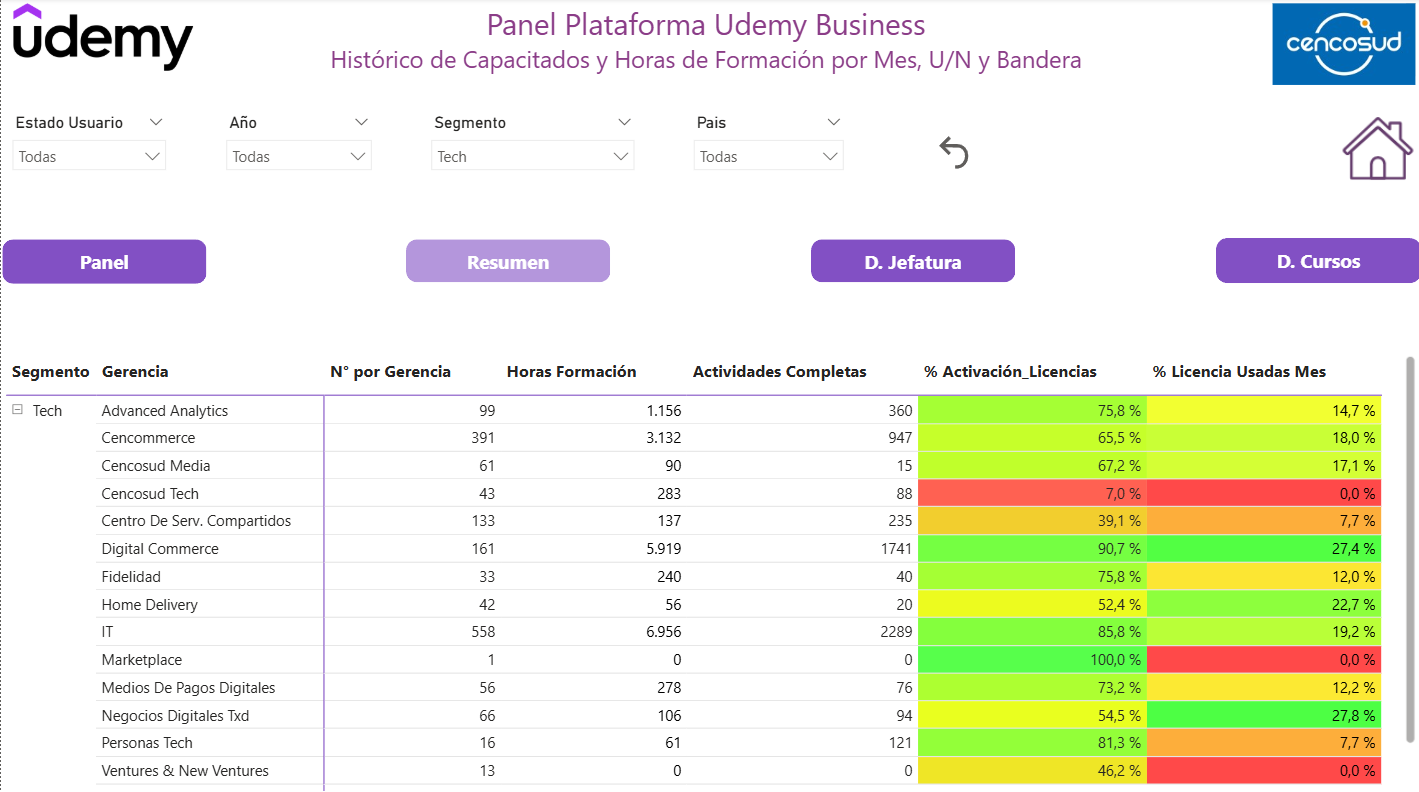 udemy
Panel Plataforma Udemy Business
Histórico de Capacitados y Horas de Formación por Mes, U/N y Bandera
cencosud
Estado Usuario Año Segmento Pais
Todas Todas Tech Todas
Panel Resumen D. Jefatura D. Cursos
Segmento Gerencia N° por Gerencia Horas Formación Actividades Completas % Activación_Licencias % Licencia Usadas Mes
Tech Advanced Analytics 99 1.156 360 75,8 % 14,7 %
Cencommerce 391 3.132 947 65,5 % 18,0 %
Cencosud Media 61 90 15 67,2 % 17,1 %
Cencosud Tech 43 283 88 7,0 % 0,0 %
Centro De Serv. Compartidos 133 137 235 39,1 % 7,7 %
Digital Commerce 161 5.919 1741 90,7 % 27,4 %
Fidelidad 33 240 40 75,8 % 12,0 %
Home Delivery 42 56 20 52,4 % 22,7 %
IT 558 6.956 2289 85,8 % 19,2 %
Marketplace 1 0 0 100,0 % 0,0 %
Medios De Pagos Digitales 56 278 76 73,2 % 12,2 %
Negocios Digitales Txd 66 106 94 54,5 % 27,8 %
Personas Tech 16 61 121 81,3 % 7,7 %
Ventures & New Ventures 13 0 0 46,2 % 0,0 %